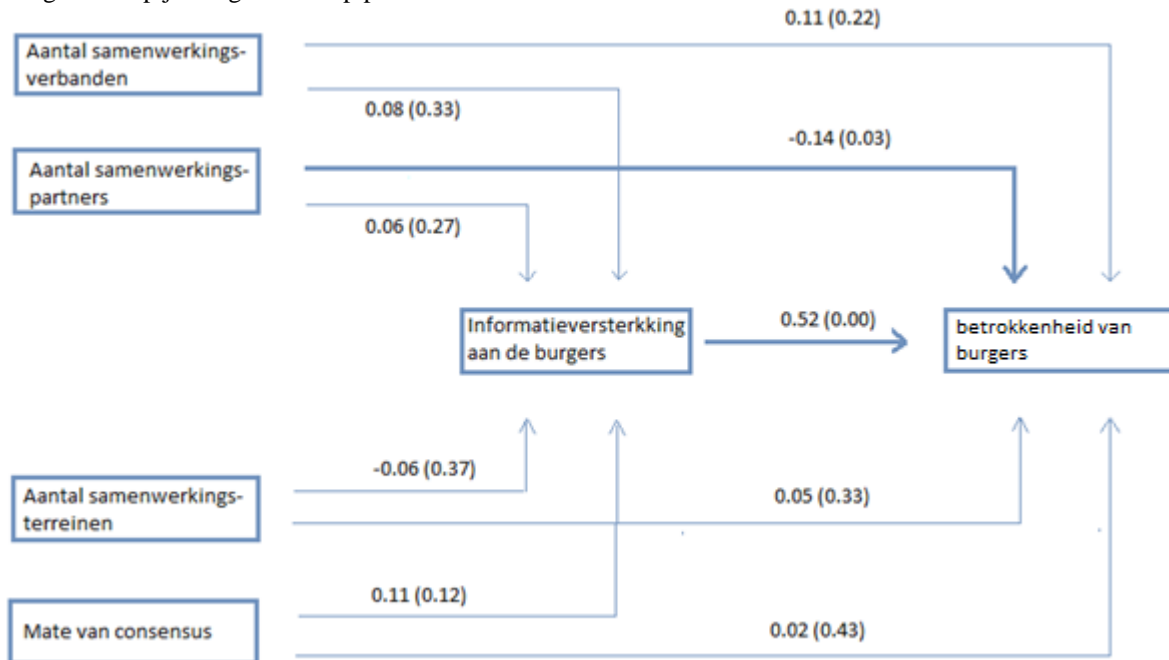 0.11 (0.22)
Aantal samenwerkings-
verbanden
0.08 (0.33)
-0.14 (0.03)
Aantal samenwerkings-
partners
0.06 (0.27)
Informatieversterkking
aan de burgers
0.52 (0.00)
betrokkenheid van
burgers
-0.06 (0.37)
Aantal samenwerkings-
terreinen
0.05 (0.33)
0.11 (0.12)
Mate van consensus
0.02 (0.43)